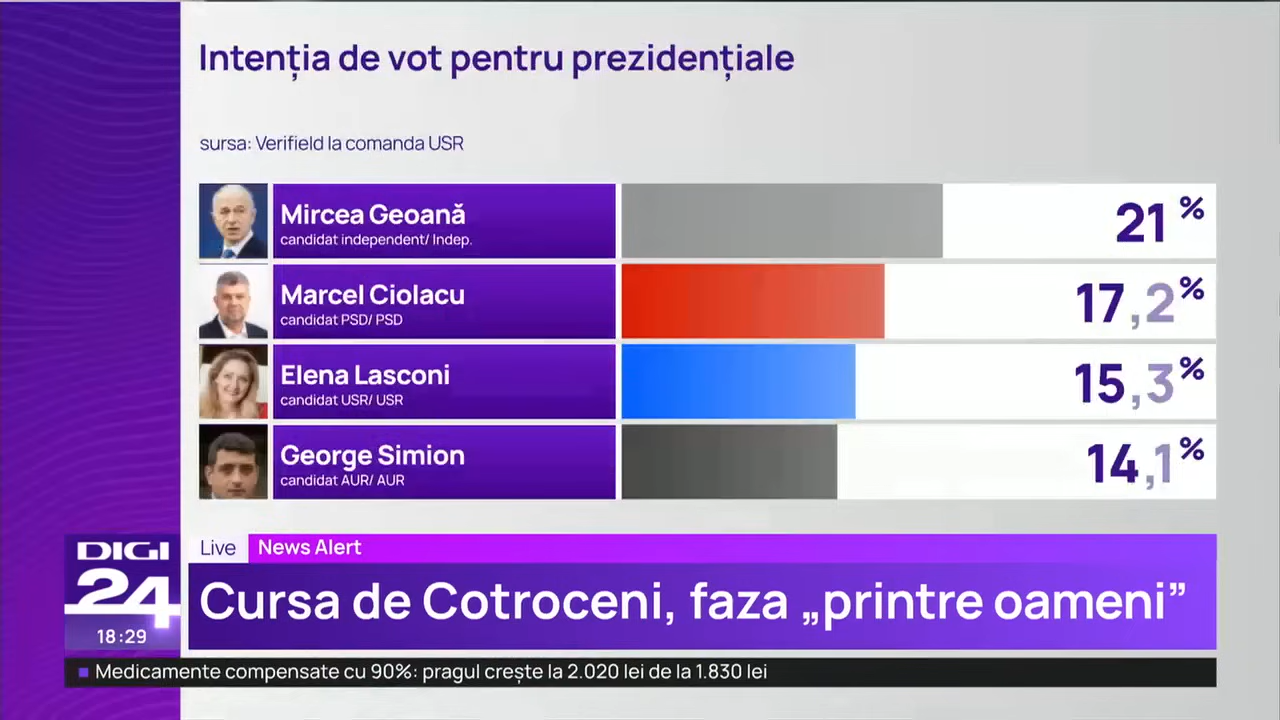 Intenția de vot pentru prezidențiale
sursa: Verifield la comanda USR
Mircea Geoană
candidat independent/ Indep.
21 %
Marcel Ciolacu
candidat PSD/ PSD
17,2%
Elena Lasconi
candidat USR/ USR
15,3%
George Simion
candidat AUR/ AUR
14,1%
Live
News Alert
DIGI
24
18:29
Cursa de Cotroceni, faza „printre oameni”
Medicamente compensate cu 90%: pragul crește la 2.020 lei de la 1.830 lei